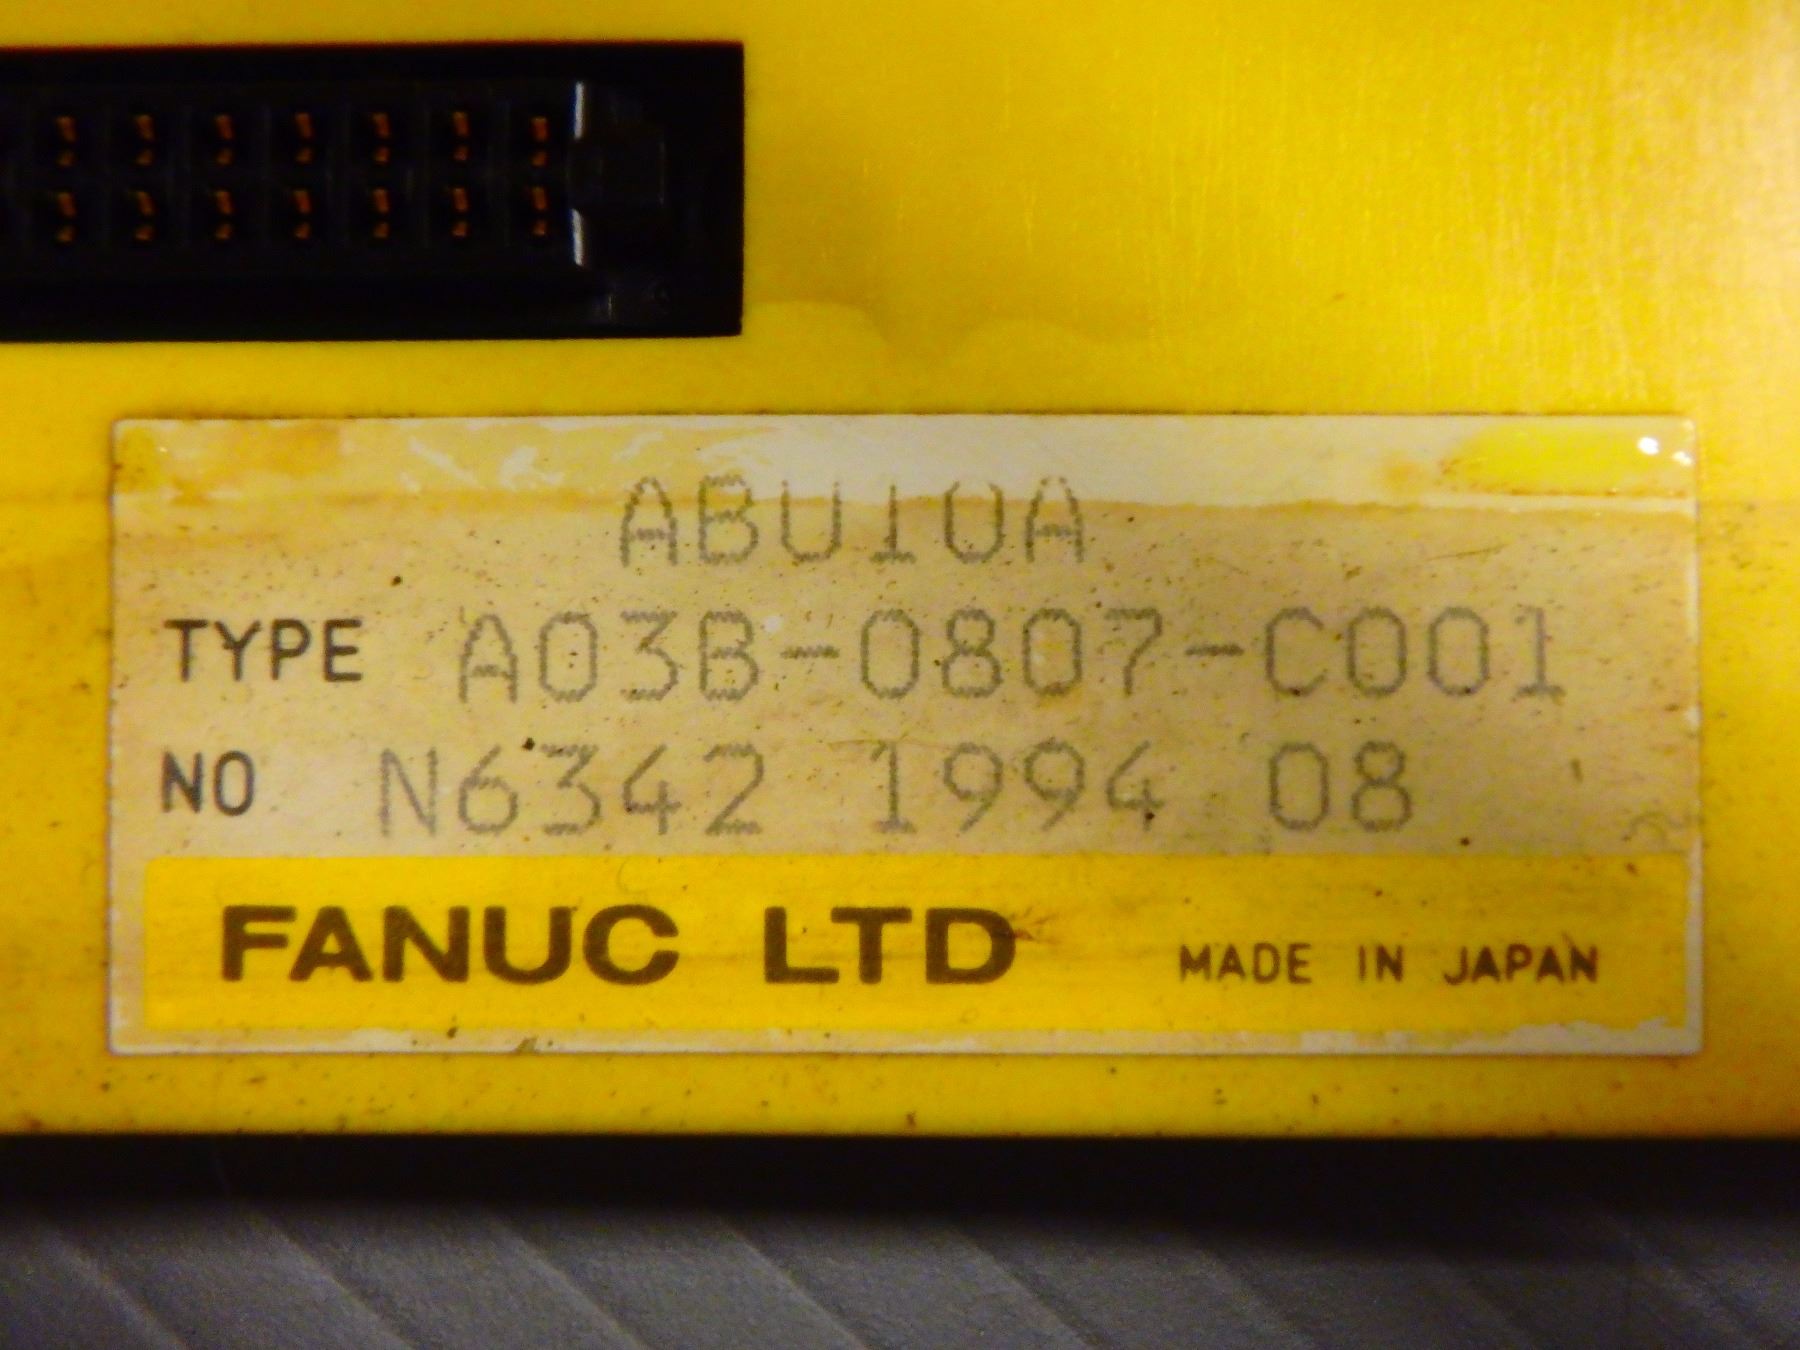 ABU10A
TYPE A03B-0807-C001
NO N6342 1994 08
FANUC LTD MADE IN JAPAN